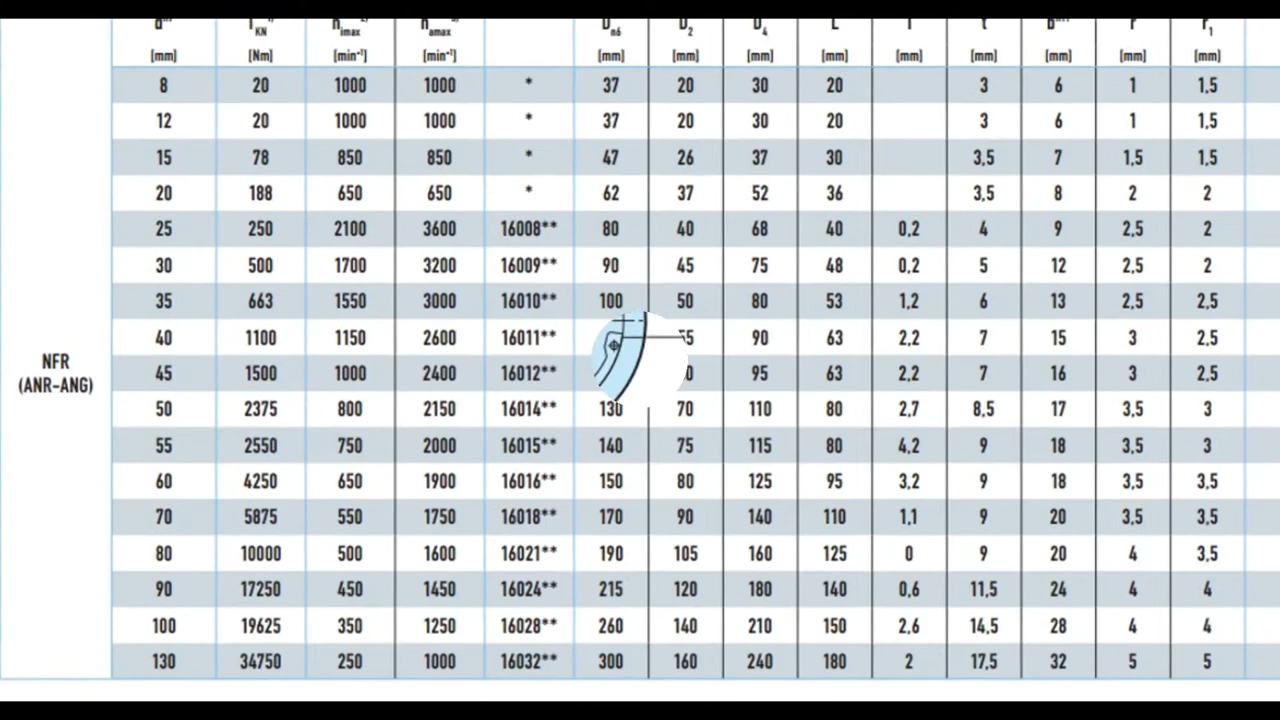 [mm] [Nm] [min⁻¹] [min⁻¹] [mm] [mm] [mm] [mm] [mm] [mm] [mm] [mm] [mm]
8 20 1000 1000 * 37 20 30 20 3 6 1 1,5
12 20 1000 1000 * 37 20 30 20 3 6 1 1,5
15 78 850 850 * 47 26 37 30 3,5 7 1,5 1,5
20 188 650 650 * 62 37 52 36 3,5 8 2 2
25 250 2100 3600 16008** 80 40 68 40 0,2 4 9 2,5 2
30 500 1700 3200 16009** 90 45 75 48 0,2 5 12 2,5 2
35 663 1550 3000 16010** 100 50 80 53 1,2 6 13 2,5 2,5
40 1100 1150 2600 16011** 90 63 2,2 7 15 3 2,5
NFR
(ANR-ANG)
45 1500 1000 2400 16012** 95 63 2,2 7 16 3 2,5
50 2375 800 2150 16014** 130 70 110 80 2,7 8,5 17 3,5 3
55 2550 750 2000 16015** 140 75 115 80 4,2 9 18 3,5 3
60 4250 650 1900 16016** 150 80 125 95 3,2 9 18 3,5 3,5
70 5875 550 1750 16018** 170 90 140 110 1,1 9 20 3,5 3,5
80 10000 500 1600 16021** 190 105 160 125 0 9 20 4 3,5
90 17250 450 1450 16024** 215 120 180 140 0,6 11,5 24 4 4
100 19625 350 1250 16028** 260 140 210 150 2,6 14,5 28 4 4
130 34750 250 1000 16032** 300 160 240 180 2 17,5 32 5 5